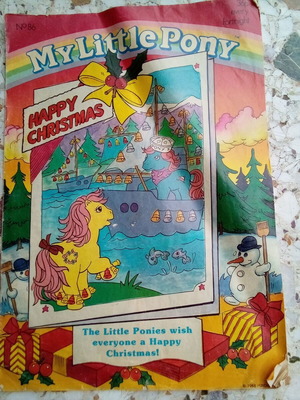 Nº86
My Little Pony
HAPPY
CHRISTMAS
The Little Ponies wish
everyone a Happy
Christmas!